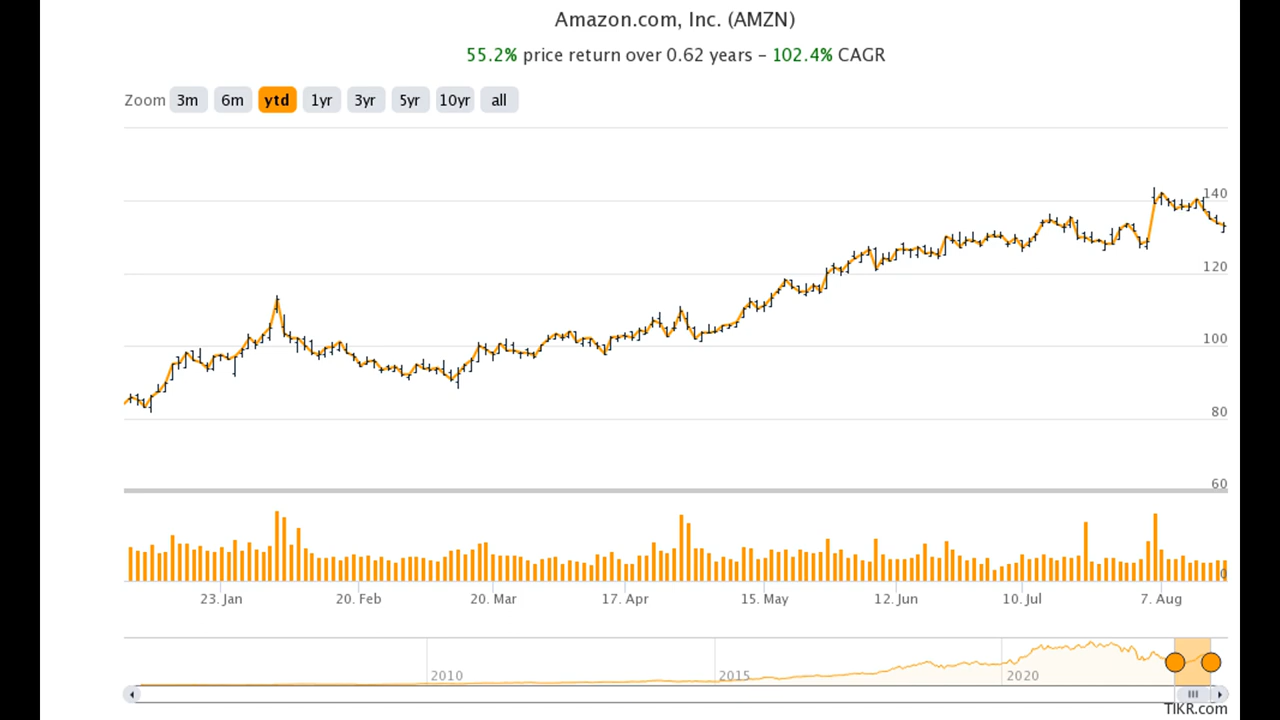 Amazon.com, Inc. (AMZN)
55.2% price return over 0.62 years – 102.4% CAGR
Zoom 3m 6m ytd 1yr 3yr 5yr 10yr all
140
120
100
80
60
0
23. Jan 20. Feb 20. Mar 17. Apr 15. May 12. Jun 10. Jul 7. Aug
2010 2015 2020
TIKR.com